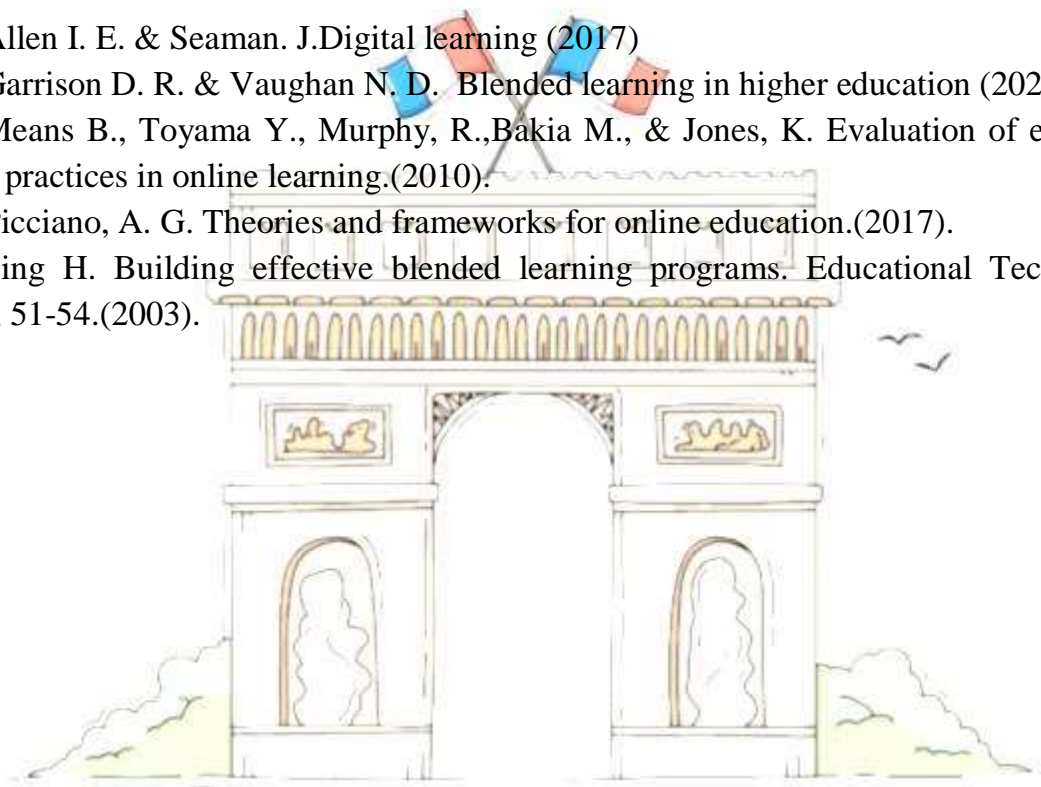 Allen I. E. & Seaman. J.Digital learning (2017)
Garrison D. R. & Vaughan N. D. Blended learning in higher education (202
Means B., Toyama Y., Murphy, R.,Bakia M., & Jones, K. Evaluation of e
practices in online learning.(2010).
Picciano, A. G. Theories and frameworks for online education.(2017).
ing H. Building effective blended learning programs. Educational Tec
51-54.(2003).